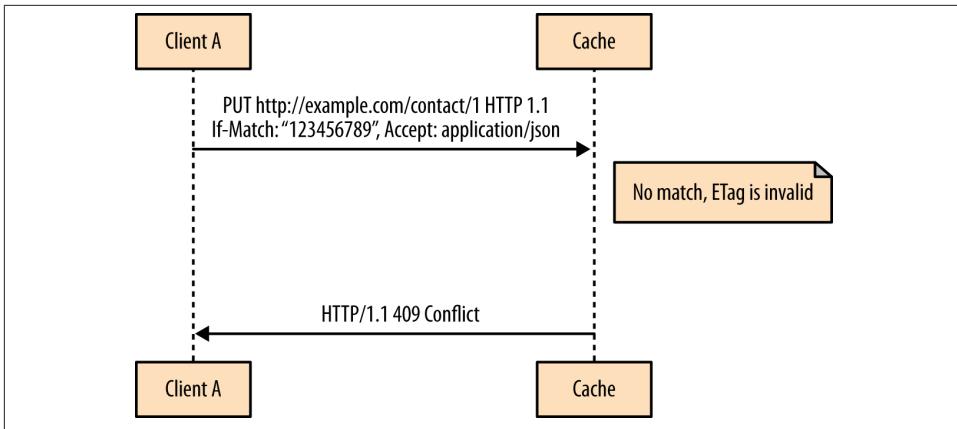 Client A
Cache
PUT http://example.com/contact/1 HTTP 1.1
If-Match: “123456789”, Accept: application/json
No match, ETag is invalid
HTTP/1.1 409 Conflict
Client A
Cache